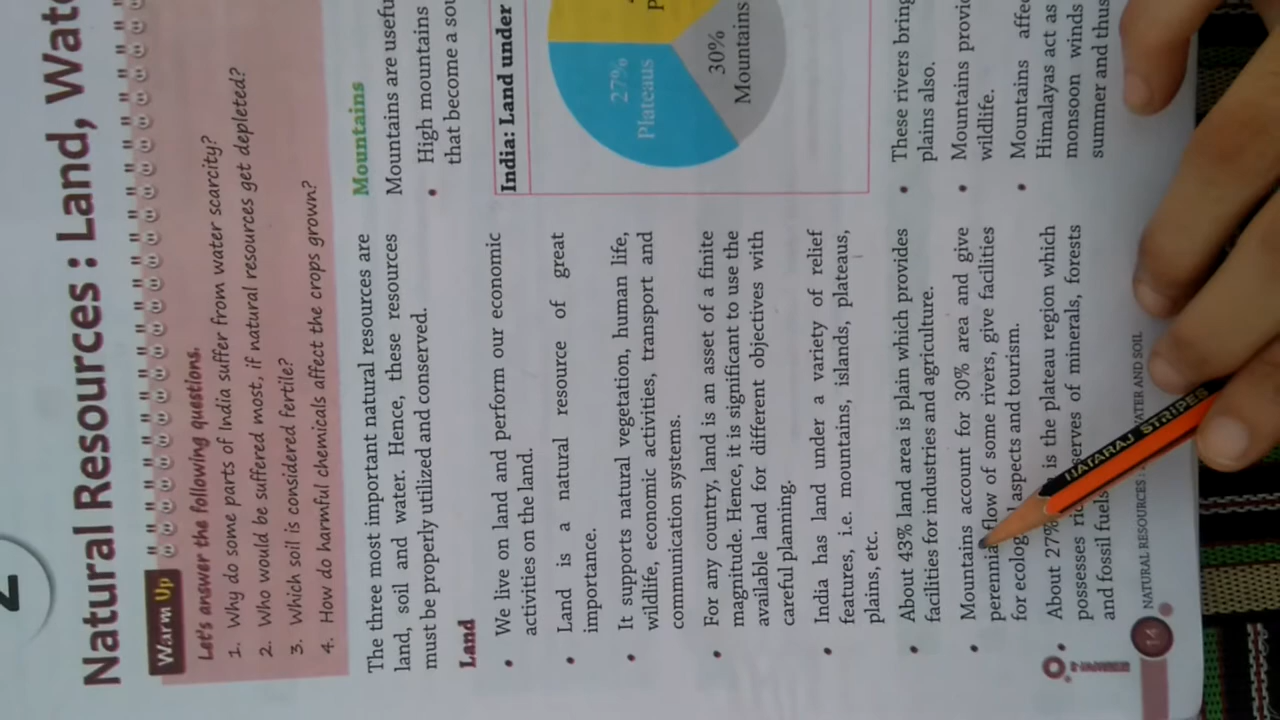 2
Natural Resources : Land,
Warm Up
Let's answer the following questions.
1. Why do some parts of India suffer from water scarcity?
2. Who would be suffered most, if natural resources get depleted?
3. Which soil is considered fertile?
4. How do harmful chemicals affect the crops grown?
The three most important natural resources are
land, soil and water. Hence, these resources
must be properly utilized and conserved.
Land
• We live on land and perform our economic
activities on the land.
• Land is a natural resource of great
importance.
• It supports natural vegetation, human life,
wildlife, economic activities, transport and
communication systems.
• For any country, land is an asset of a finite
magnitude. Hence, it is significant to use the
available land for different objectives with
careful planning.
• India has land under a variety of relief
features, i.e. mountains, islands, plateaus,
plains, etc.
• About 43% land area is plain which provides
facilities for industries and agriculture.
• Mountains account for 30% area and give
flow of some rivers, give facilities
for aspects and tourism.
• About 27% is the plateau region which
possesses of minerals, forests
and fossil fuels
14
NATURAL RESOURCES : AND SOIL
Mountains
Mountains are
• High mountains
that become a
India: Land under
27%
Plateaus
30%
Mountains
• These rivers bring
plains also.
• Mountains
wildlife.
• Mountains
Himalayas act as
monsoon winds
summer and thus
NATARAJ STRIPES